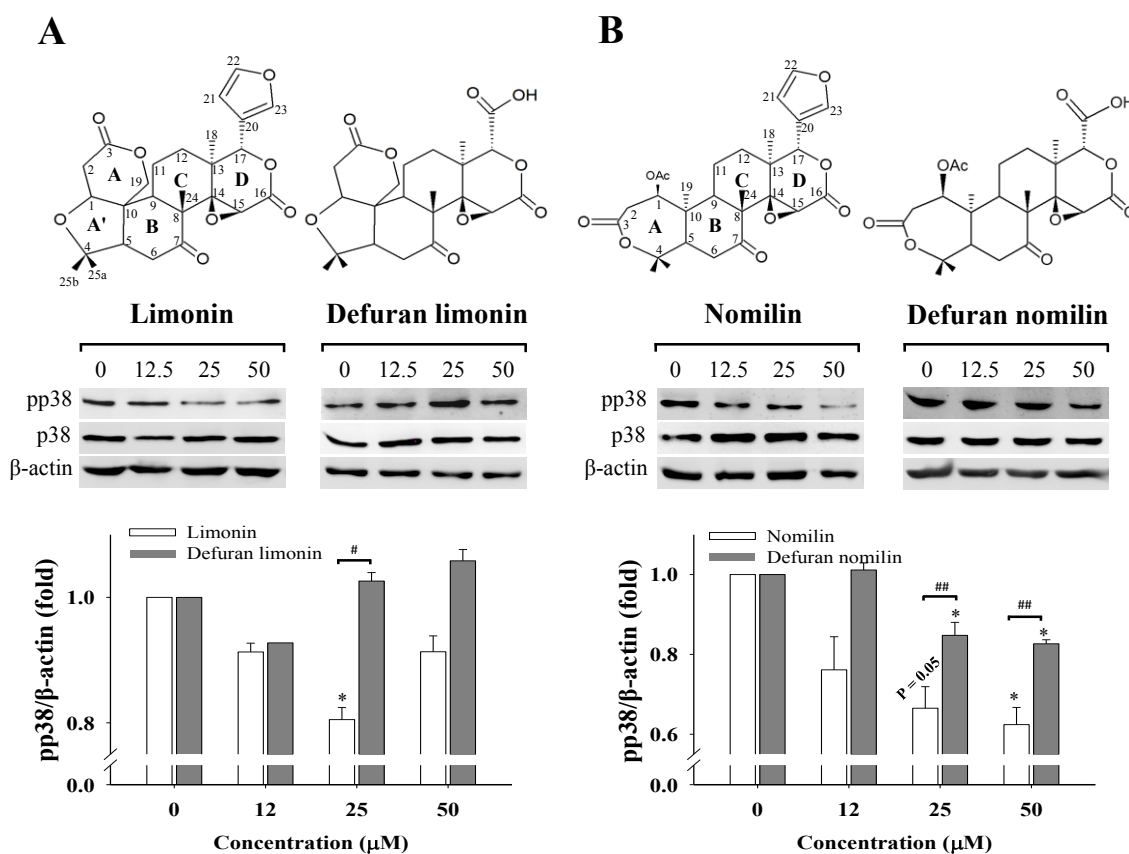 A
O
22
21
23
20
O
O
3
2
A
O
19
1
O
A'
10
4
5
25b
25a
11
12
9
B
6
C
8
7
O
18
13
24
14
O
15
17
D
O
16
O
O
OH
O
O
O
O
O
O
O
Limonin
Defuran limonin
0 12.5 25 50
0 12.5 25 50
pp38
p38
β-actin
Limonin
Defuran limonin
pp38/β-actin (fold)
1.0
0.8
0.0
*
#
0 12 25 50
Concentration (μM)
B
O
22
21
23
20
OAc
O
3
2
A
O
1
19
10
4
5
11
12
9
B
6
C
8
7
O
18
13
24
14
O
15
17
D
O
16
O
O
OH
OAc
O
O
O
O
O
O
Nomilin
Defuran nomilin
0 12.5 25 50
0 12.5 25 50
pp38
p38
β-actin
Nomilin
Defuran nomilin
pp38/β-actin (fold)
1.0
0.8
0.6
0.0
P = 0.05
##
*
##
*
*
0 12 25 50
Concentration (μM)